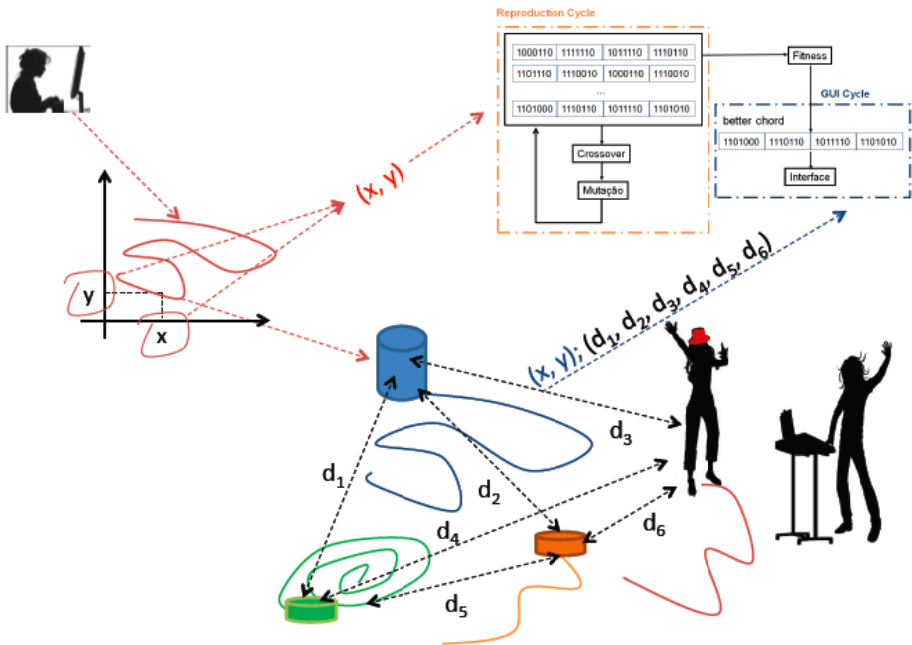 Reproduction Cycle
1000110 1111110 1011110 1110110
1101110 1110010 1000110 1110010
...
1101000 1110110 1011110 1101010
Crossover
Mutação
Fitness
GUI Cycle
better chord
1101000 1110110 1011110 1101010
Interface
(x, y)
y
x
(x, y); (d1, d2, d3, d4, d5, d6)
d3
d1
d2
d4
d6
d5